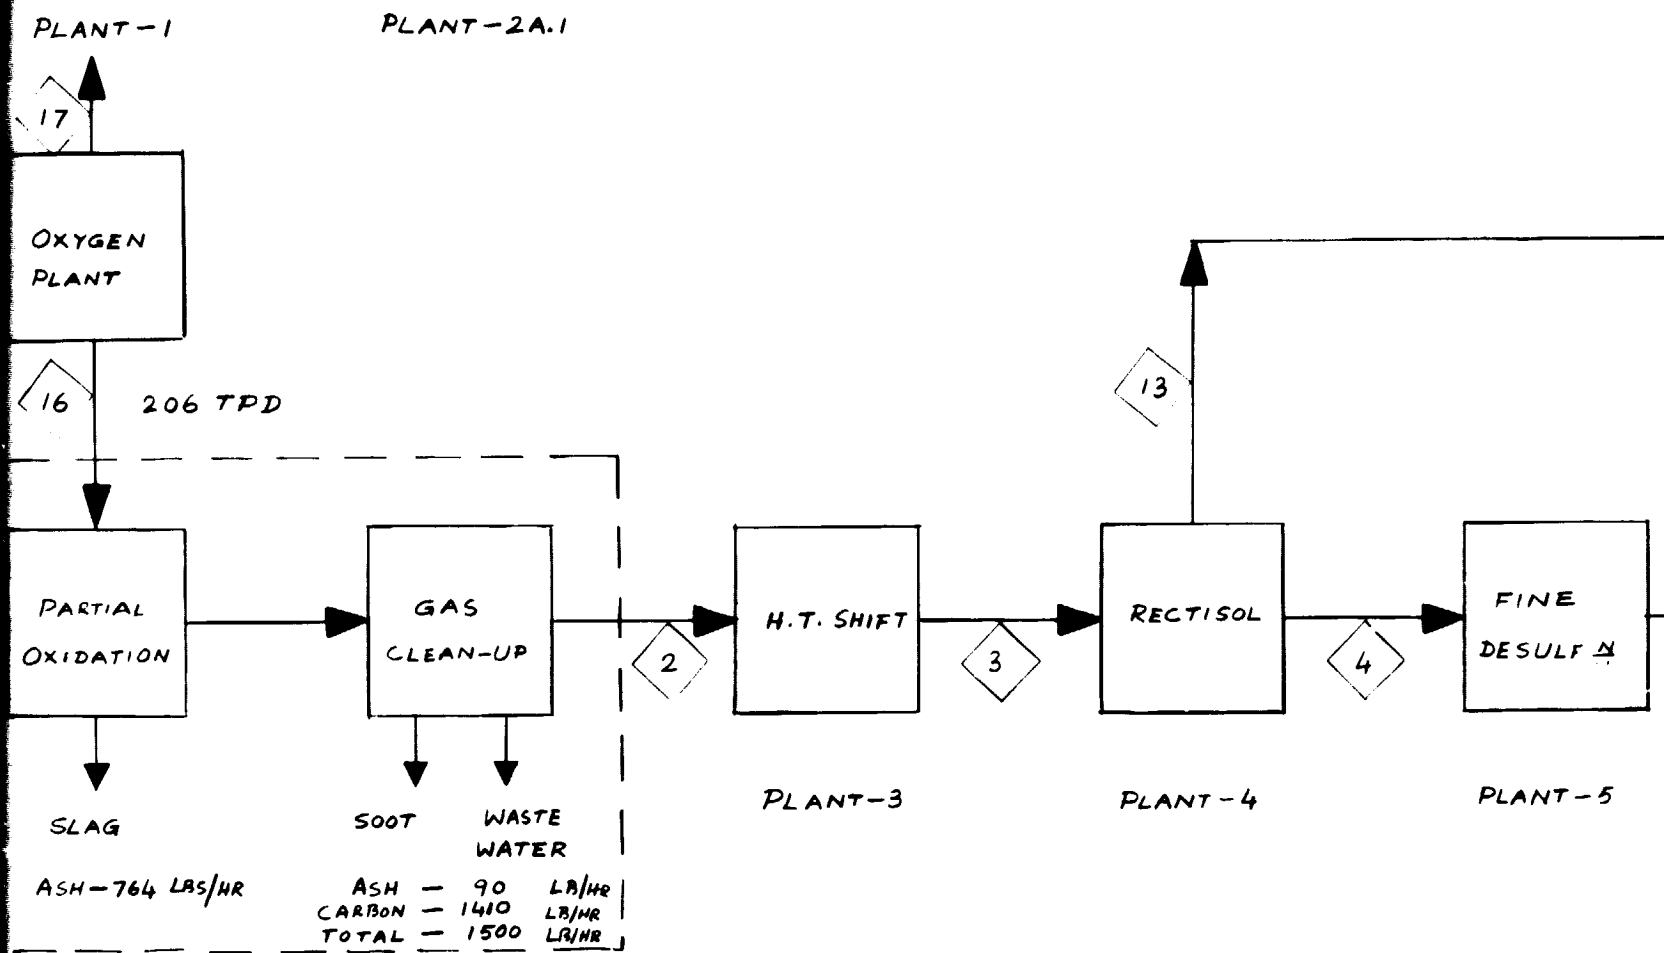 PLANT-1
PLANT-2A.1
17
OXYGEN
PLANT
16
206 TPD
13
PARTIAL
OXIDATION
GAS
CLEAN-UP
2
H.T. SHIFT
3
RECTISOL
4
FINE
DESULF N
SLAG
ASH-764 LBS/HR
SOOT
WASTE
WATER
ASH - 90 LB/HR
CARBON - 1410 LB/HR
TOTAL - 1500 LB/HR
PLANT-3
PLANT-4
PLANT-5